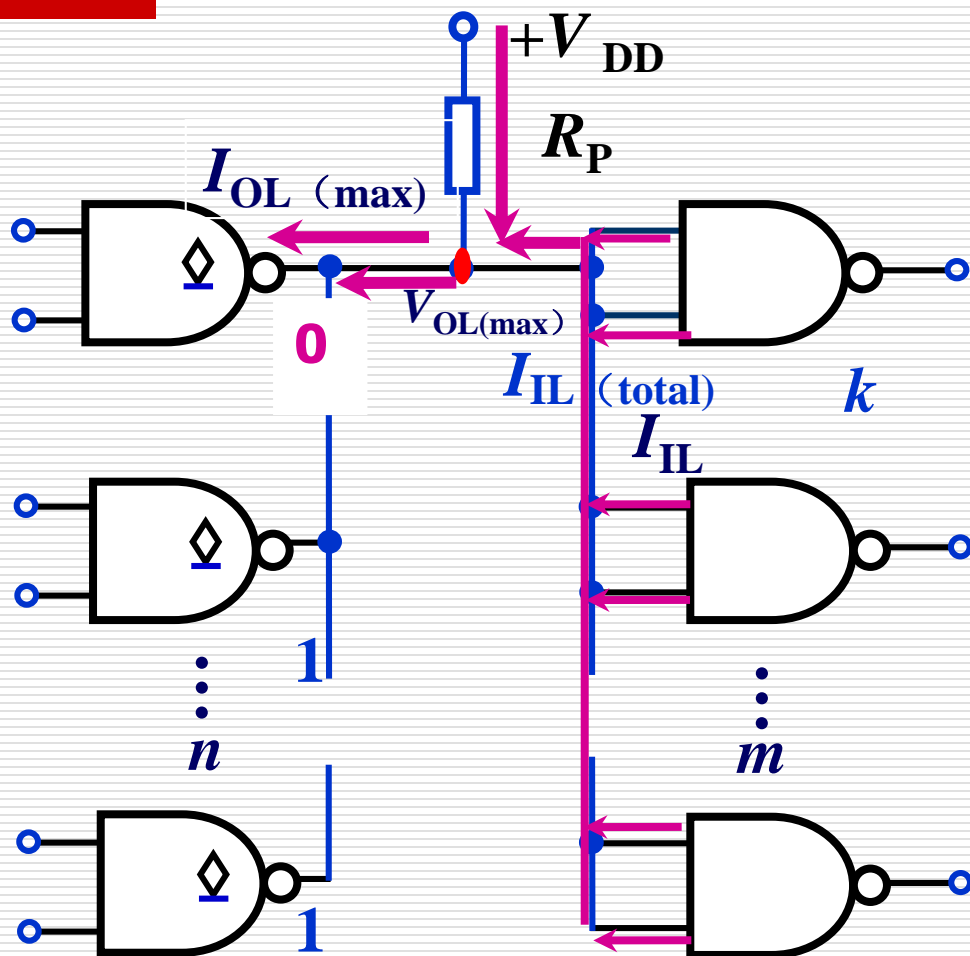 +V DD
R P
I OL（max)
0
V OL(max）
I IL（total)
k
I IL
1
n
m
1